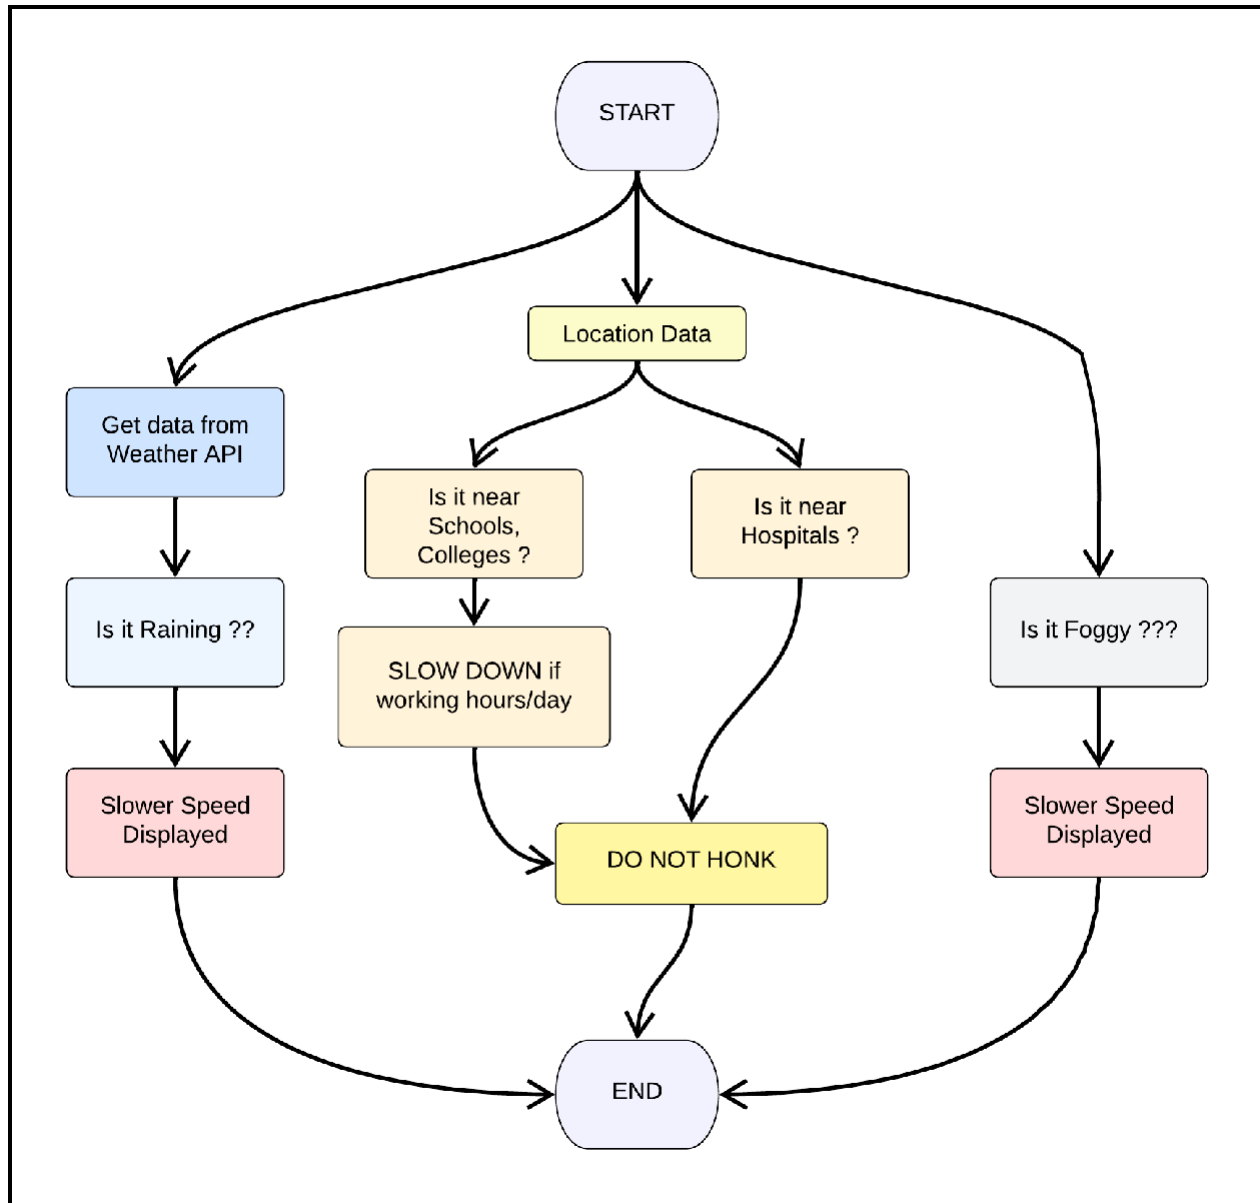 START
Location Data
Get data from
Weather API
Is it near
Schools,
Colleges ?
Is it near
Hospitals ?
Is it Raining ??
SLOW DOWN if
working hours/day
Is it Foggy ???
Slower Speed
Displayed
DO NOT HONK
Slower Speed
Displayed
END